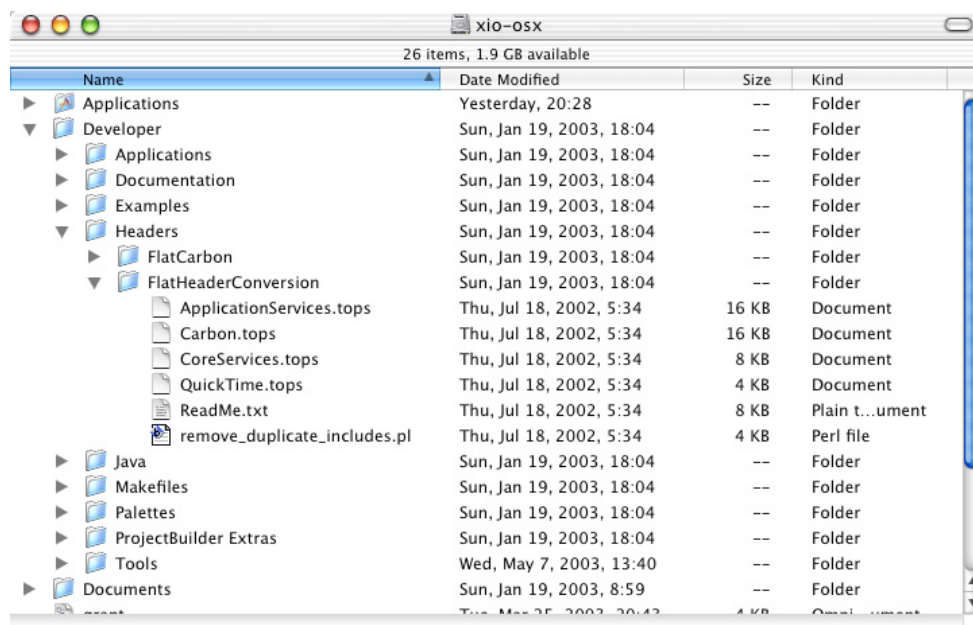 xio-osx
26 items, 1.9 GB available
Name Date Modified Size Kind
Applications Yesterday, 20:28 -- Folder
Developer Sun, Jan 19, 2003, 18:04 -- Folder
Applications Sun, Jan 19, 2003, 18:04 -- Folder
Documentation Sun, Jan 19, 2003, 18:04 -- Folder
Examples Sun, Jan 19, 2003, 18:04 -- Folder
Headers Sun, Jan 19, 2003, 18:04 -- Folder
FlatCarbon Sun, Jan 19, 2003, 18:04 -- Folder
FlatHeaderConversion Sun, Jan 19, 2003, 18:04 -- Folder
ApplicationServices.tops Thu, Jul 18, 2002, 5:34 16 KB Document
Carbon.tops Thu, Jul 18, 2002, 5:34 16 KB Document
CoreServices.tops Thu, Jul 18, 2002, 5:34 8 KB Document
QuickTime.tops Thu, Jul 18, 2002, 5:34 4 KB Document
ReadMe.txt Thu, Jul 18, 2002, 5:34 8 KB Plain t...ument
remove_duplicate_includes.pl Thu, Jul 18, 2002, 5:34 4 KB Perl file
Java Sun, Jan 19, 2003, 18:04 -- Folder
Makefiles Sun, Jan 19, 2003, 18:04 -- Folder
Palettes Sun, Jan 19, 2003, 18:04 -- Folder
ProjectBuilder Extras Sun, Jan 19, 2003, 18:04 -- Folder
Tools Wed, May 7, 2003, 13:40 -- Folder
Documents Sun, Jan 19, 2003, 8:59 -- Folder
Tue, Mar 25, 2003, 20:43 4 KB Omni...ument